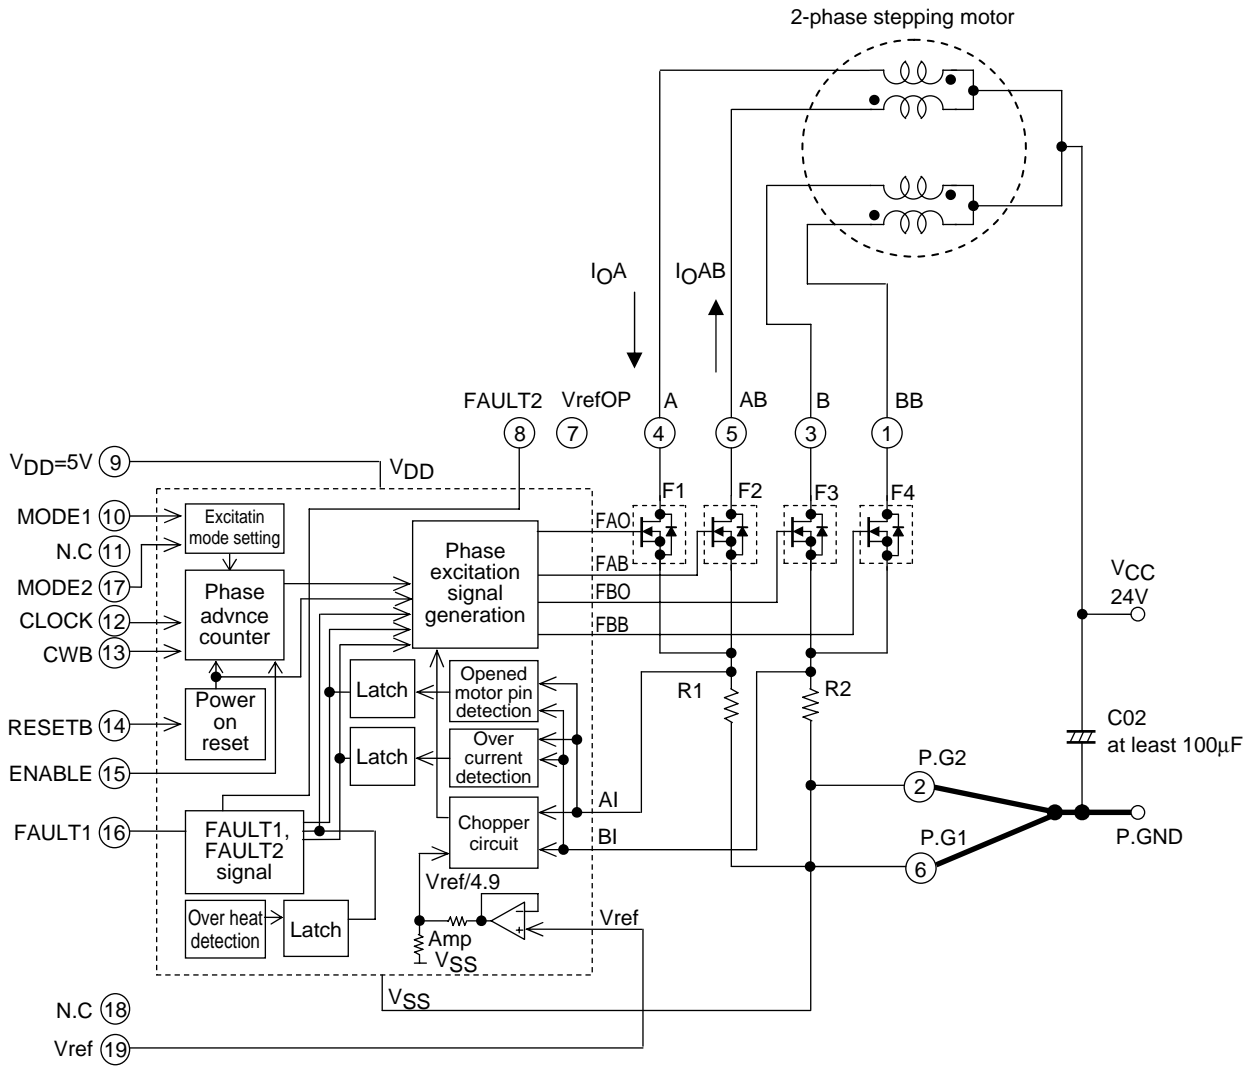 2-phase stepping motor
IOA
IOAB
FAULT2
VrefOP
A
AB
B
BB
8
7
4
5
3
1
VDD=5V
9
VDD
MODE1
10
N.C
11
MODE2
17
CLOCK
12
CWB
13
RESETB
14
ENABLE
15
FAULT1
16
Excitatin
mode setting
Phase
advnce
counter
Power
on
reset
FAULT1,
FAULT2
signal
Over heat
detection
Latch
Latch
Latch
Phase
excitation
signal
generation
Opened
motor pin
detection
Over
current
detection
Chopper
circuit
Vref/4.9
Amp
VSS
Vref
FAO
FAB
FBO
FBB
F1
F2
F3
F4
AI
BI
R1
R2
VCC
24V
C02
at least 100μF
P.G2
2
P.G1
6
P.GND
VSS
N.C
18
Vref
19